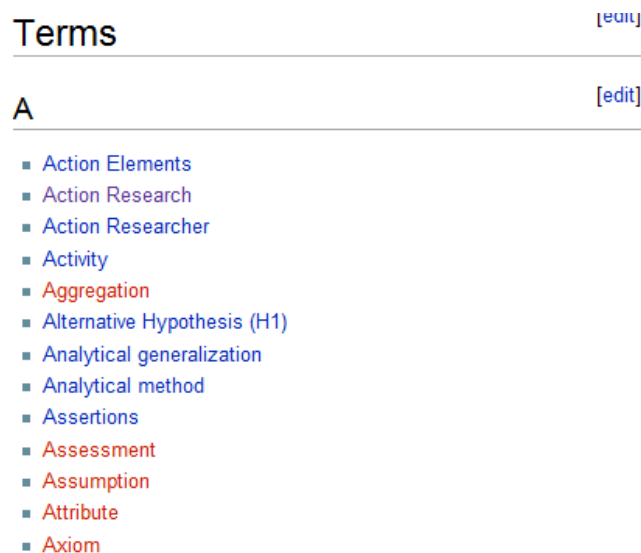 [edit]
Terms
[edit]
A
Action Elements
Action Research
Action Researcher
Activity
Aggregation
Alternative Hypothesis (H1)
Analytical generalization
Analytical method
Assertions
Assessment
Assumption
Attribute
Axiom